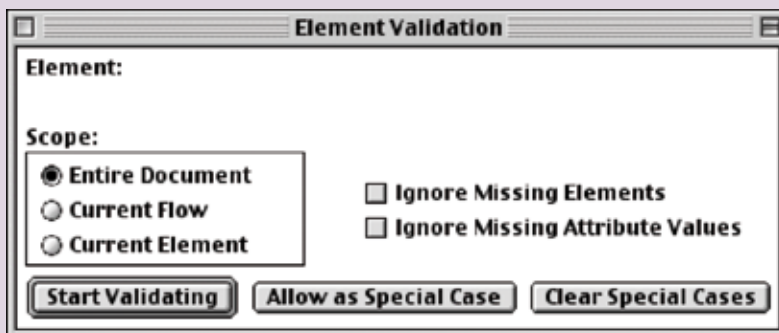 Element Validation
Element:
Scope:
Entire Document
Current Flow
Current Element
Ignore Missing Elements
Ignore Missing Attribute Values
Start Validating
Allow as Special Case
Clear Special Cases